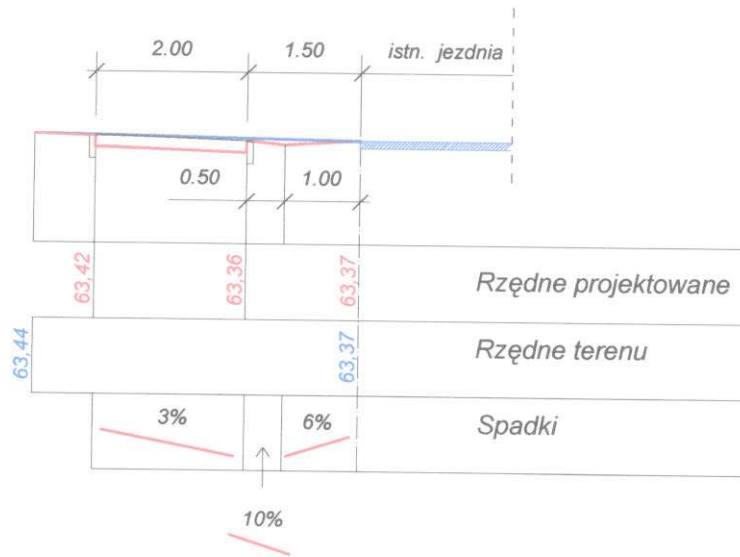 2.00 1.50 istn. jezdnia
0.50 1.00
63,42 63,36 63,37 Rzędne projektowane
63,44 63,37 Rzędne terenu
3% 6% Spadki
10%